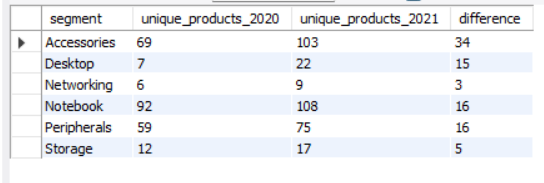 segment unique_products_2020 unique_products_2021 difference
Accessories 69 103 34
Desktop 7 22 15
Networking 6 9 3
Notebook 92 108 16
Peripherals 59 75 16
Storage 12 17 5